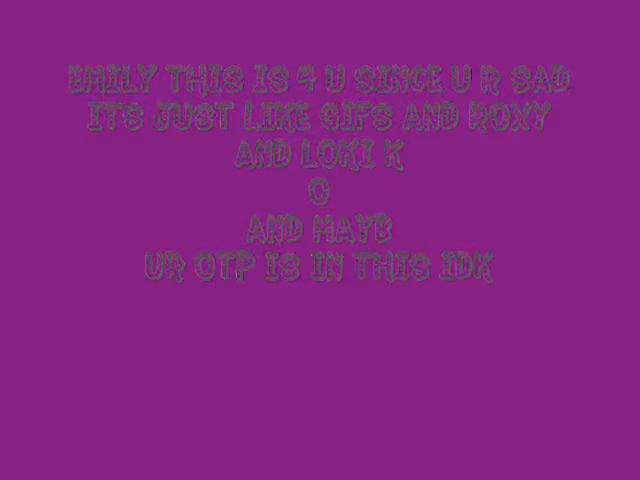 EMILY THIS IS 4 U SINCE U R SAD
ITS JUST LIKE GIFS AND ROXY
AND LOKI K
O
AND MAYB
UR OTP IS IN THIS IDK